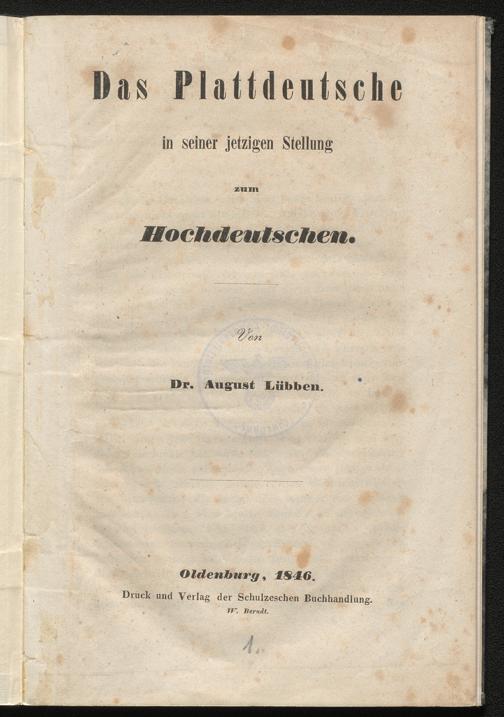 Das Plattdeutsche
in seiner jetzigen Stellung
zum
Hochdeutschen.
Von
Dr. August Lübben.
Oldenburg, 1846.
Druck und Verlag der Schulzeschen Buchhandlung.
W. Berndt.
1.